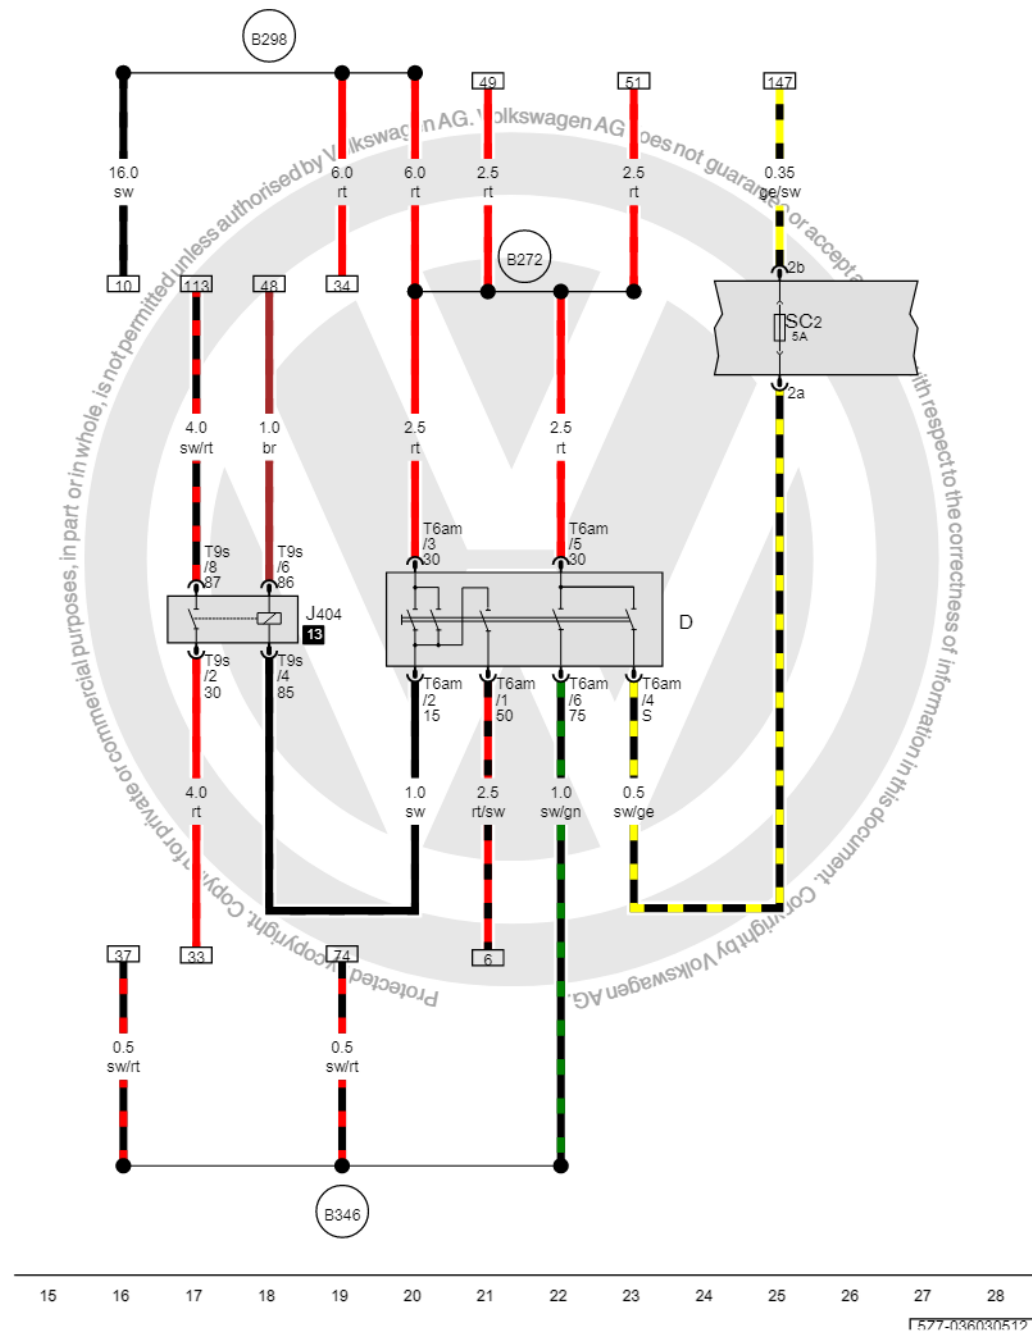 B298
49
51
147
16.0
sw
6.0
rt
6.0
rt
2.5
rt
2.5
rt
0.35
ge/sw
B272
2b
10
113
48
34
SC2
5A
2a
4.0
sw/rt
1.0
br
2.5
rt
2.5
rt
T6am
/3
30
T6am
/5
30
T9s
/8
87
T9s
/6
86
J404
13
D
T9s
/2
30
T9s
/4
85
T6am
/2
15
T6am
/1
50
T6am
/6
75
T6am
/4
S
4.0
rt
1.0
sw
2.5
rt/sw
1.0
sw/gn
0.5
sw/ge
37
33
74
6
0.5
sw/rt
0.5
sw/rt
B346
15 16 17 18 19 20 21 22 23 24 25 26 27 28
577-036030512
Protected by copyright. Copying for private or commercial purposes, in part or in whole, is not permitted unless authorised by Volkswagen AG. Volkswagen AG does not guarantee or accept with respect to the correctness of information in this document. Copyright by Volkswagen AG.